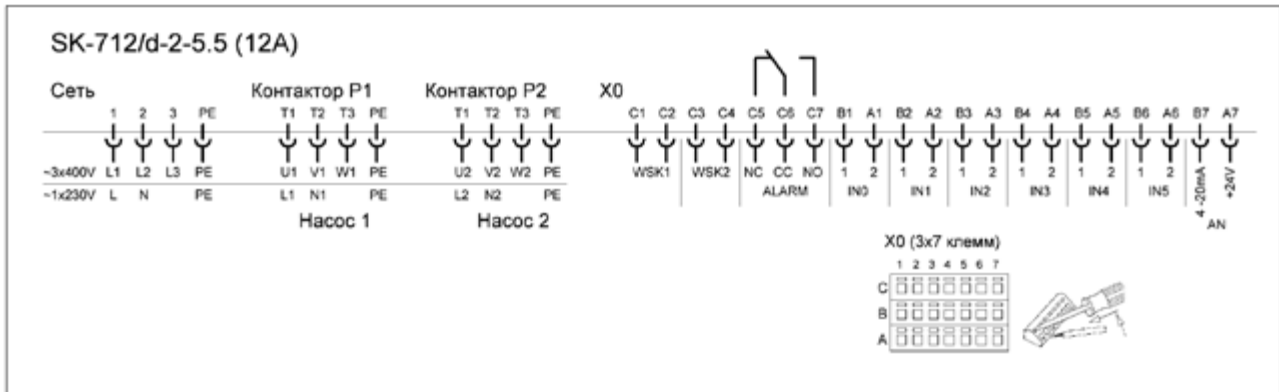 SK-712/d-2-5.5 (12A)
Сеть Контактор P1 Контактор P2 X0
1 2 3 PE T1 T2 T3 PE T1 T2 T3 PE C1 C2 C3 C4 C5 C6 C7 B1 A1 B2 A2 B3 A3 B4 A4 B5 A5 B6 A6 B7 A7
~3x400V L1 L2 L3 PE U1 V1 W1 PE U2 V2 W2 PE WSK1 WSK2 NC CC NO 1 2 1 2 1 2 1 2 1 2 1 2 4 -20mA +24V
~1x230V L N PE L1 N1 PE L2 N2 PE ALARM IN0 IN1 IN2 IN3 IN4 IN5 AN
Насос 1 Насос 2
X0 (3x7 клемм)
1 2 3 4 5 6 7
C
B
A